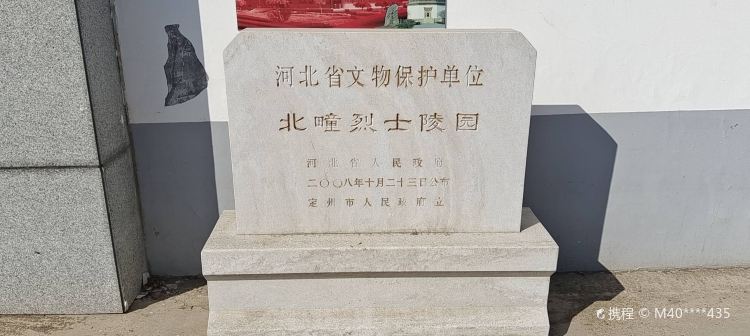 河北省文物保护单位
北疃烈士陵园
河北省人民政府
二〇〇八年十月二十三日公布
定州市人民政府立
携程 © M40****435